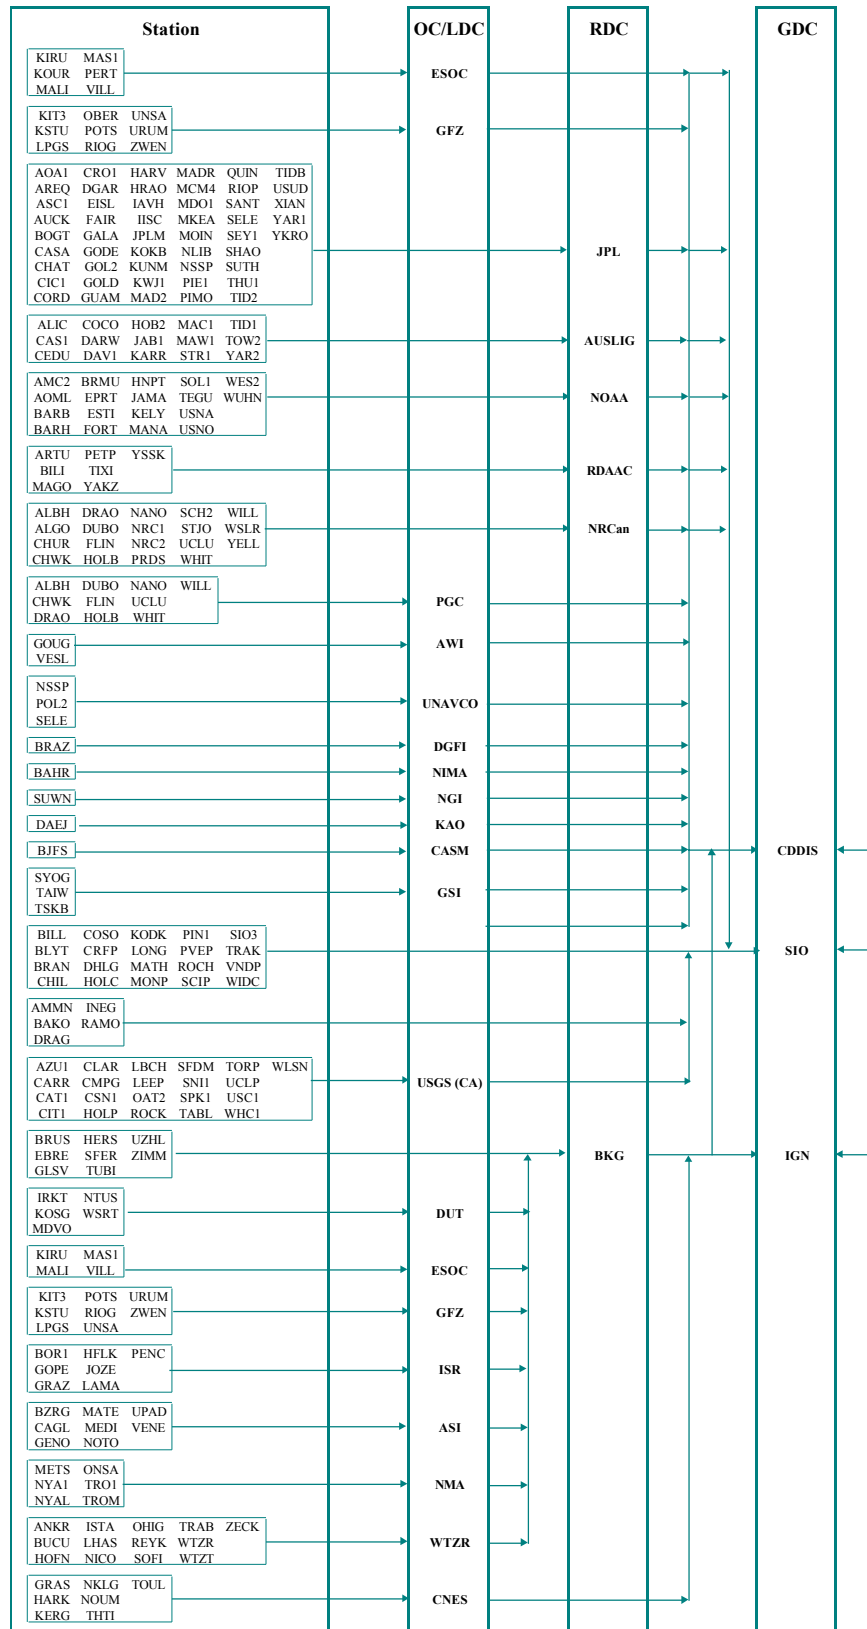 Station OC/LDC RDC GDC
KIRU MAS1
KOUR PERT ESOC
MALI VILL
KIT3 OBER UNSA
KSTU POTS URUM GFZ
LPGS RIOG ZWEN
AOA1 CRO1 HARV MADR QUIN TIDB
AREQ DGAR HRAO MCM4 RIOP USUD
ASC1 EISL IAVH MDO1 SANT XIAN
AUCK FAIR IISC MKEA SELE YAR1
BOGT GALA JPLM MOIN SEY1 YKRO
CASA GODE KOKB NLIB SHAO JPL
CHAT GOL2 KUNM NSSP SUTH
CIC1 GOLD KWJ1 PIE1 THU1
CORD GUAM MAD2 PIMO TID2
ALIC COCO HOB2 MAC1 TID1
CAS1 DARW JAB1 MAW1 TOW2 AUSLIG
CEDU DAV1 KARR STR1 YAR2
AMC2 BRMU HNPT SOL1 WES2
AOML EPRT JAMA TEGU WUHN NOAA
BARB ESTI KELY USNA
BARH FORT MANA USNO
ARTU PETP YSSK
BILI TIXI RDAAC
MAGO YAKZ
ALBH DRAO NANO SCH2 WILL
ALGO DUBO NRC1 STJO WSLR NRCan
CHUR FLIN NRC2 UCLU YELL
CHWK HOLB PRDS WHIT
ALBH DUBO NANO WILL
CHWK FLIN UCLU PGC
DRAO HOLB WHIT
GOUG AWI
VESL
NSSP
POL2 UNAVCO
SELE
BRAZ DGFI
BAHR NIMA
SUWN NGI
DAEJ KAO
BJFS CASM CDDIS
SYOG
TAIW GSI
TSKB
BILL COSO KODK PIN1 SIO3
BLYT CRFP LONG PVEP TRAK SIO
BRAN DHLG MATH ROCH VNDP
CHIL HOLC MONP SCIP WIDC
AMMN INEG
BAKO RAMO
DRAG
AZU1 CLAR LBCH SFDM TORP WLSN
CARR CMPG LEEP SNI1 UCLP USGS (CA)
CAT1 CSN1 OAT2 SPK1 USC1
CIT1 HOLP ROCK TABL WHC1
BRUS HERS UZHL
EBRE SFER ZIMM BKG IGN
GLSV TUBI
IRKT NTUS
KOSG WSRT DUT
MDVO
KIRU MAS1
MALI VILL ESOC
KIT3 POTS URUM
KSTU RIOG ZWEN GFZ
LPGS UNSA
BOR1 HFLK PENC
GOPE JOZE ISR
GRAZ LAMA
BZRG MATE UPAD
CAGL MEDI VENE ASI
GENO NOTO
METS ONSA
NYA1 TRO1 NMA
NYAL TROM
ANKR ISTA OHIG TRAB ZECK
BUCU LHAS REYK WTZR WTZR
HOFN NICO SOFI WTZT
GRAS NKLG TOUL
HARK NOUM CNES
KERG THTI